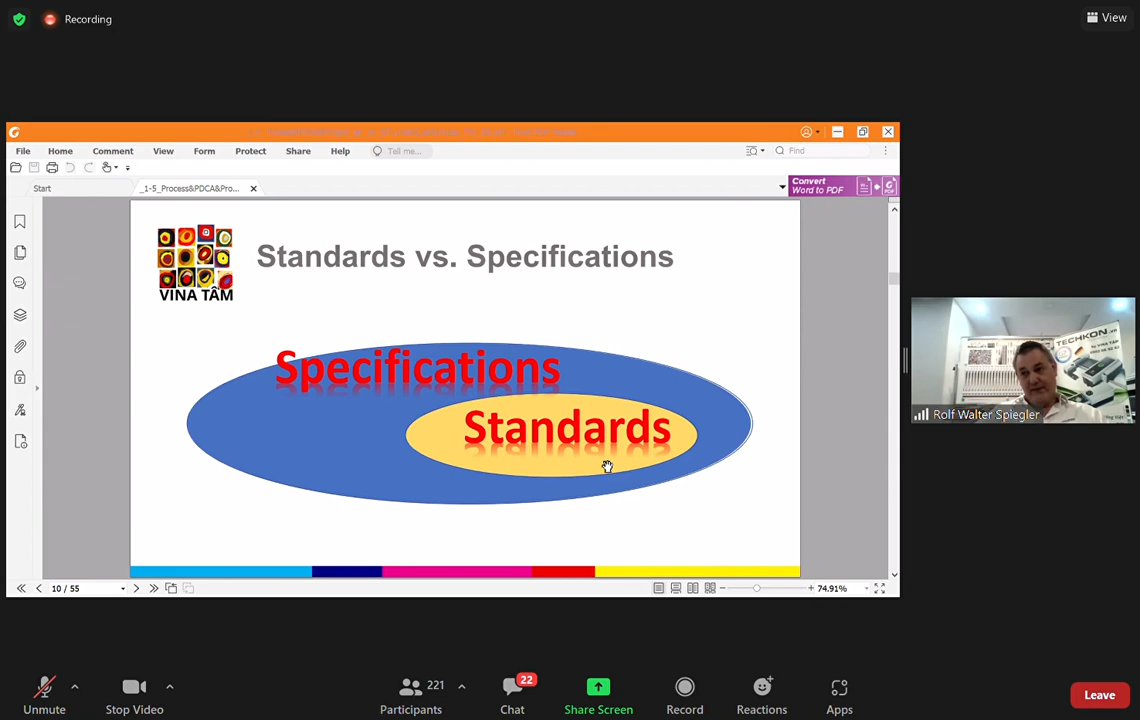 Recording
View
File Home Comment View Form Protect Share Help Tell me... Find
Start
_1-5_Process&PDCA&Pro...
Convert
Word to PDF
PDF
VINA TÂM
Standards vs. Specifications
Specifications
Standards
10 / 55
74.91%
TECHKON.vn
Rolf Walter Spiegler
Unmute
Stop Video
221
Participants
22
Chat
Share Screen
Record
Reactions
Apps
Leave